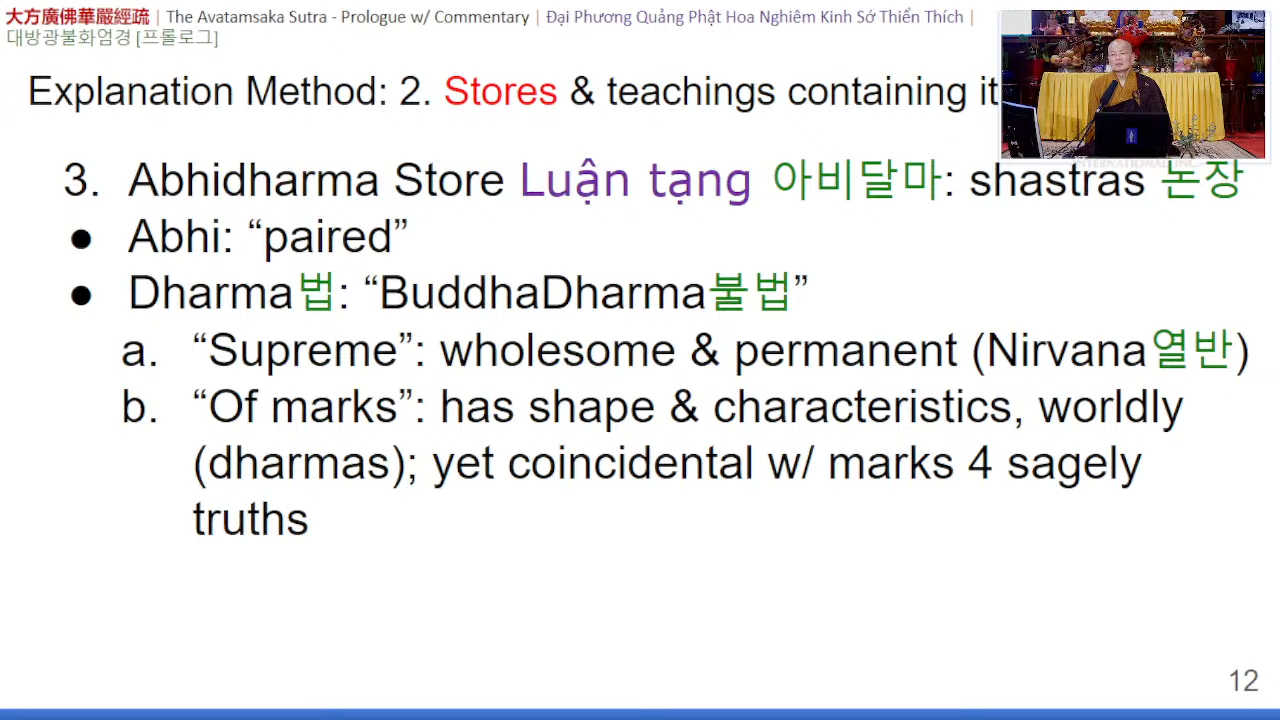 大方廣佛華嚴經疏 | The Avatamsaka Sutra - Prologue w/ Commentary | Đại Phương Quảng Phật Hoa Nghiêm Kinh Sớ Thiển Thích |
대방광불화엄경 [프롤로그]
Explanation Method: 2. Stores & teachings containing it
3. Abhidharma Store Luận tạng 아비달마: shastras 논장
● Abhi: “paired”
● Dharma법: “BuddhaDharma불법”
a. “Supreme”: wholesome & permanent (Nirvana열반)
b. “Of marks”: has shape & characteristics, worldly
(dharmas); yet coincidental w/ marks 4 sagely
truths
12